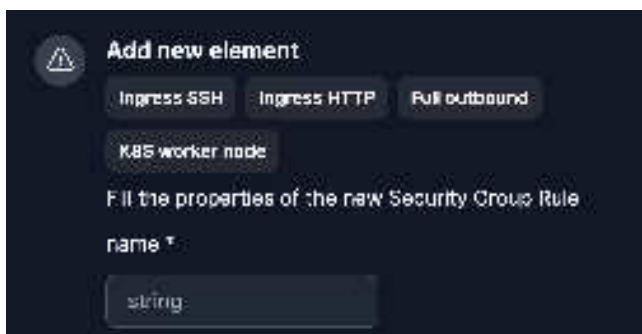 Add new element
Ingress SSH Ingress HTTP Full outbound
K8S worker node
Fill the properties of the new Security Group Rule
name *
string